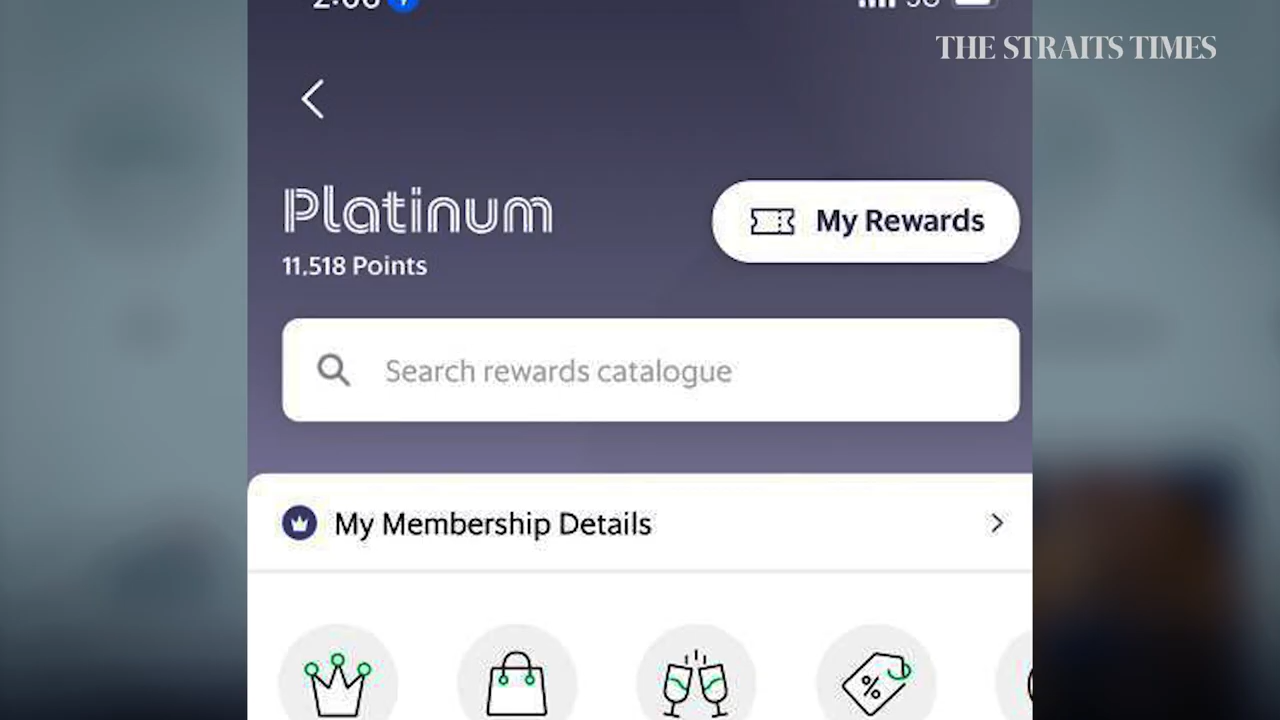 THE STRAITS TIMES
Platinum
My Rewards
11,518 Points
Search rewards catalogue
My Membership Details
%